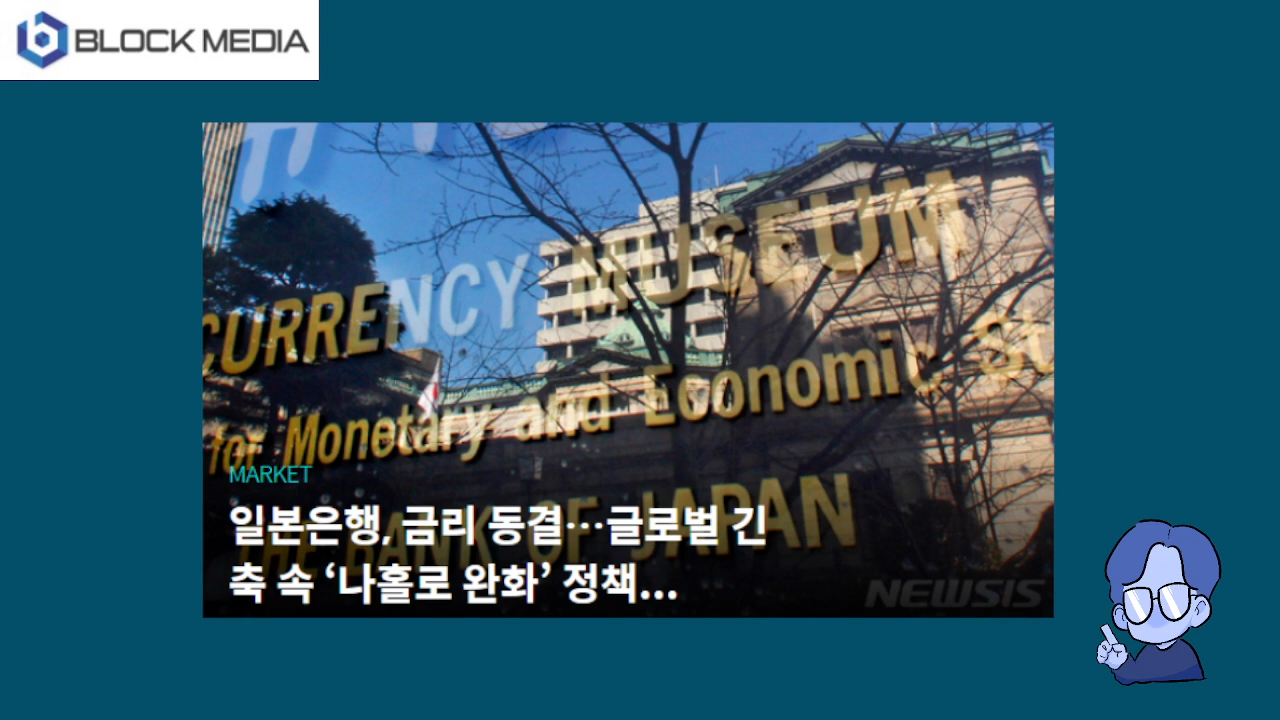 BLOCK MEDIA
CURRENCY MUSEUM
for Monetary and Economic St
THE BANK OF JAPAN
MARKET
일본은행, 금리 동결…글로벌 긴
축 속 ‘나홀로 완화’ 정책...
NEWSIS